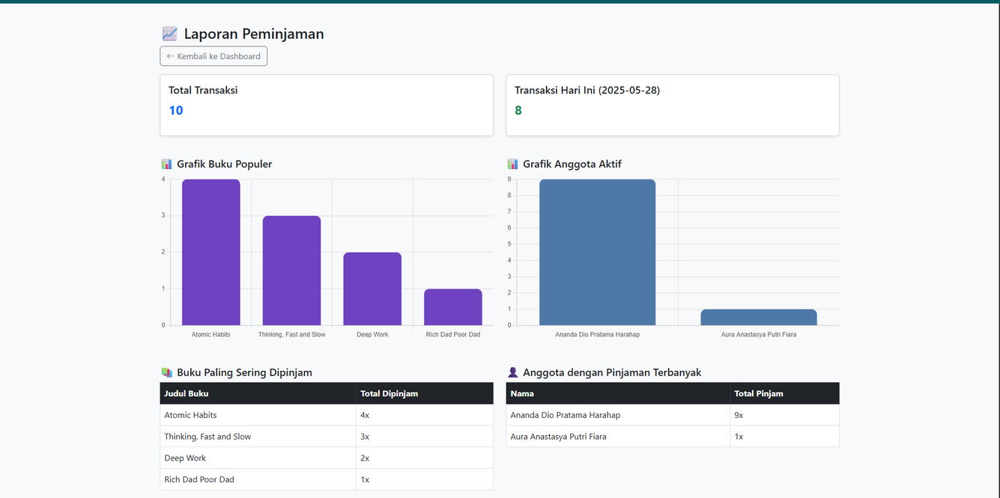 Laporan Peminjaman
← Kembali ke Dashboard
Total Transaksi
10
Transaksi Hari Ini (2025-05-28)
8
Grafik Buku Populer
4
3
2
1
0
Atomic Habits Thinking, Fast and Slow Deep Work Rich Dad Poor Dad
Grafik Anggota Aktif
9
8
7
6
5
4
3
2
1
0
Ananda Dio Pratama Harahap Aura Anastasya Putri Fiara
Buku Paling Sering Dipinjam
Judul Buku Total Dipinjam
Atomic Habits 4x
Thinking, Fast and Slow 3x
Deep Work 2x
Rich Dad Poor Dad 1x
Anggota dengan Pinjaman Terbanyak
Nama Total Pinjam
Ananda Dio Pratama Harahap 9x
Aura Anastasya Putri Fiara 1x